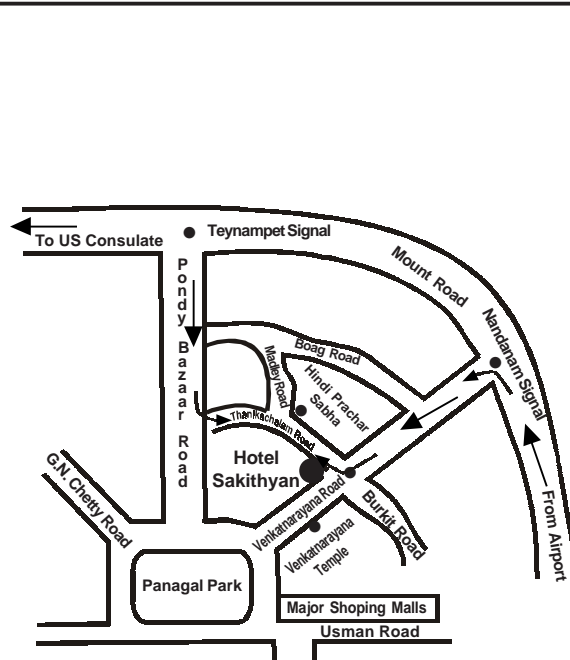 To US Consulate
Teynampet Signal
Mount Road
Nandanam Signal
Pondy Bazaar Road
Boag Road
Madley Road
Hindi Prachar
Sabha
Thanikachalam Road
Hotel
Sakithyan
G.N. Chetty Road
Venkatnarayana Road
Burkit Road
Venkatnarayana
Temple
From Airport
Panagal Park
Major Shoping Malls
Usman Road